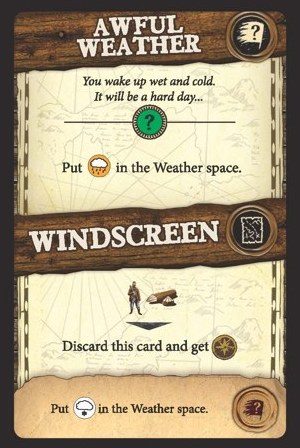 AWFUL
WEATHER
?
You wake up wet and cold.
It will be a hard day...
?
Put in the Weather space.
WINDSCREEN
Discard this card and get
Put in the Weather space.
?